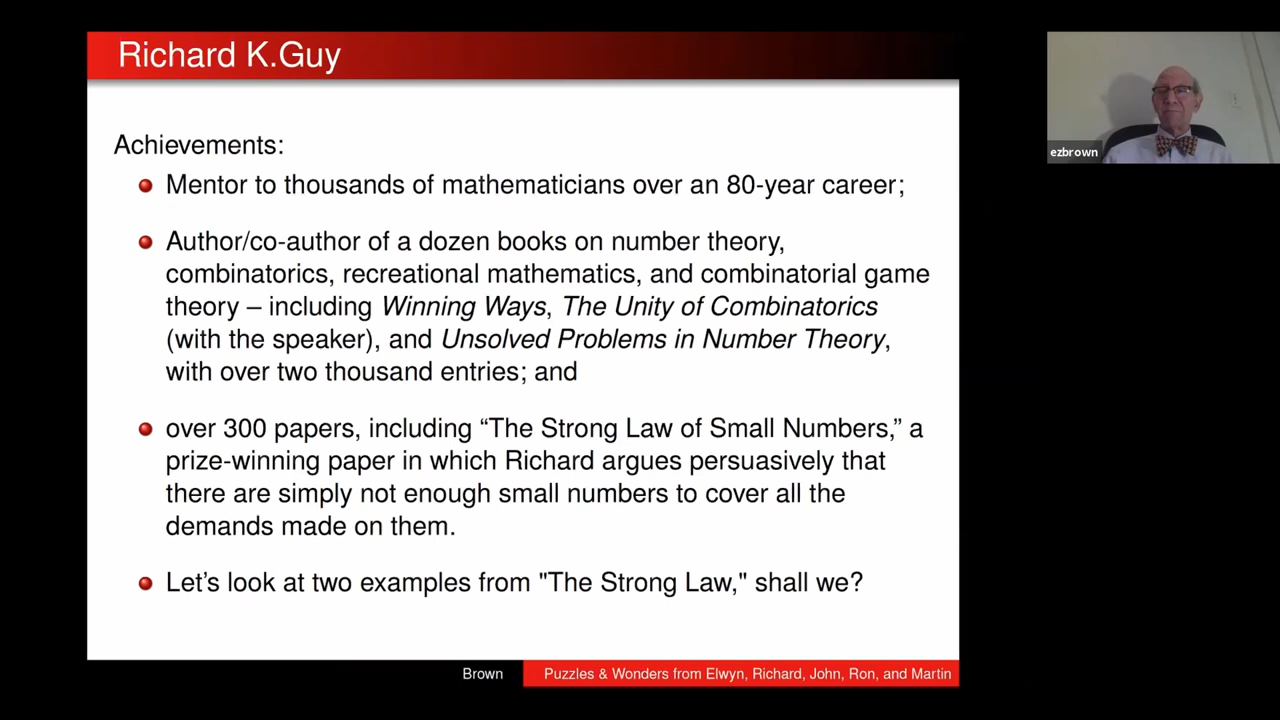 Richard K.Guy
Achievements:
Mentor to thousands of mathematicians over an 80-year career;
Author/co-author of a dozen books on number theory,
combinatorics, recreational mathematics, and combinatorial game
theory – including Winning Ways, The Unity of Combinatorics
(with the speaker), and Unsolved Problems in Number Theory,
with over two thousand entries; and
over 300 papers, including “The Strong Law of Small Numbers,” a
prize-winning paper in which Richard argues persuasively that
there are simply not enough small numbers to cover all the
demands made on them.
Let’s look at two examples from "The Strong Law," shall we?
Brown
Puzzles & Wonders from Elwyn, Richard, John, Ron, and Martin
ezbrown